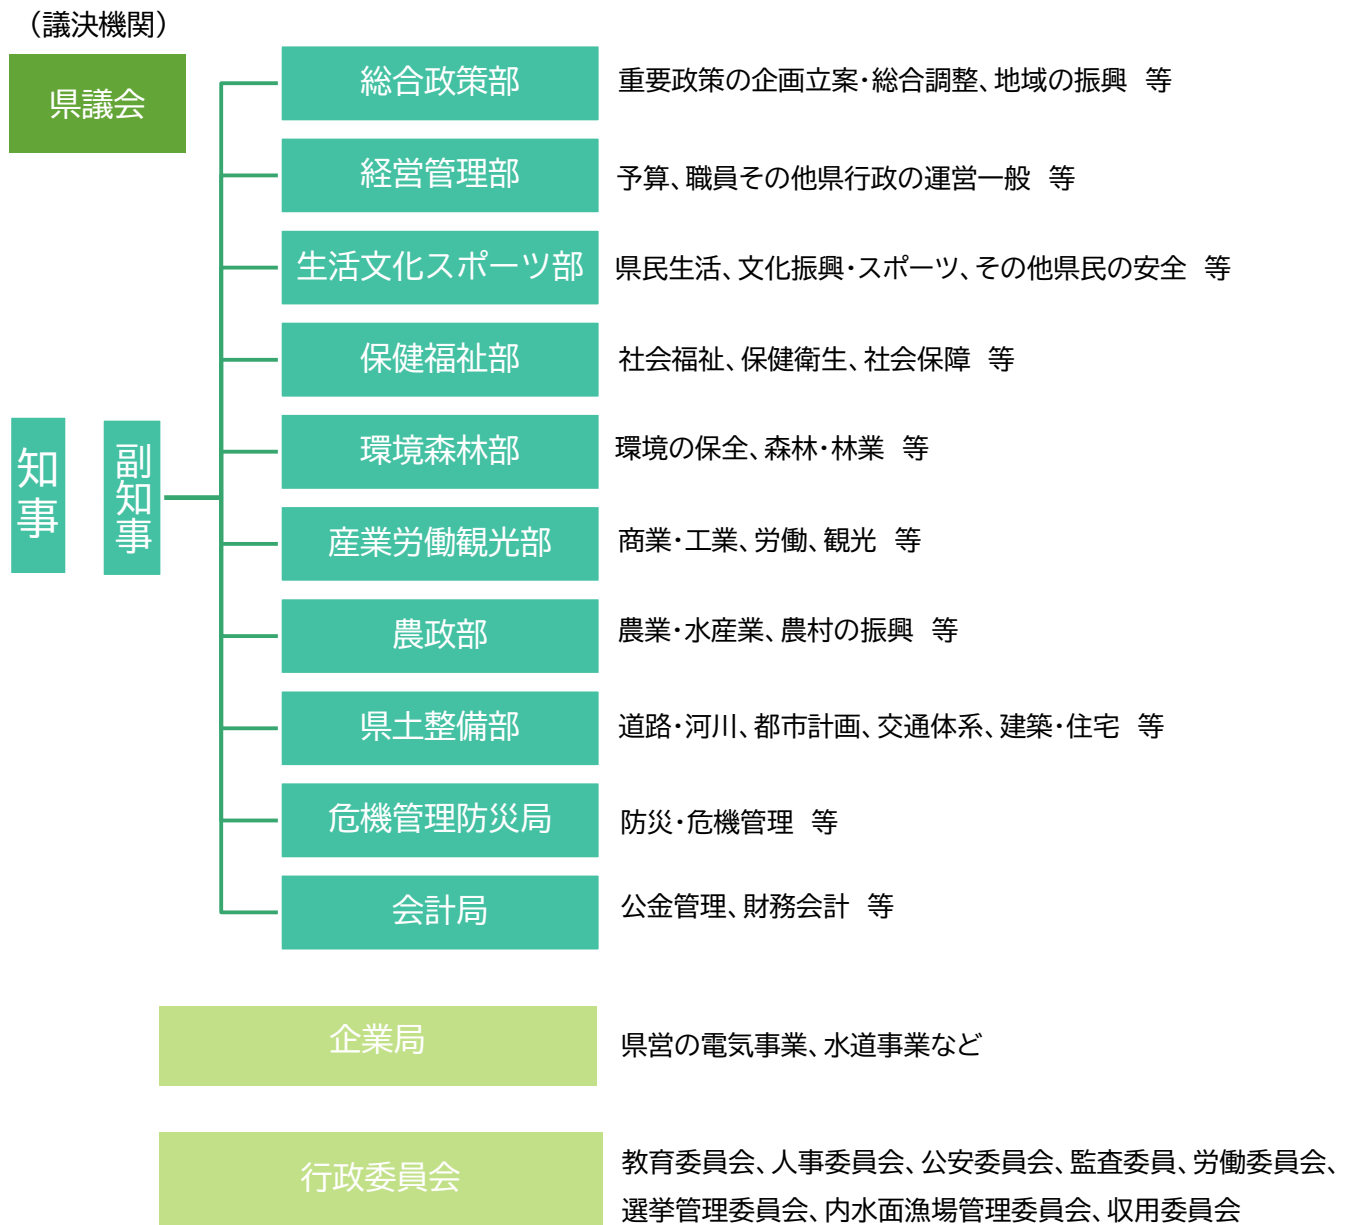 （議決機関）
県議会
知事
副知事
総合政策部
重要政策の企画立案・総合調整、地域の振興 等
経営管理部
予算、職員その他県行政の運営一般 等
生活文化スポーツ部
県民生活、文化振興・スポーツ、その他県民の安全 等
保健福祉部
社会福祉、保健衛生、社会保障 等
環境森林部
環境の保全、森林・林業 等
産業労働観光部
商業・工業、労働、観光 等
農政部
農業・水産業、農村の振興 等
県土整備部
道路・河川、都市計画、交通体系、建築・住宅 等
危機管理防災局
防災・危機管理 等
会計局
公金管理、財務会計 等
企業局
県営の電気事業、水道事業など
行政委員会
教育委員会、人事委員会、公安委員会、監査委員、労働委員会、
選挙管理委員会、内水面漁場管理委員会、収用委員会